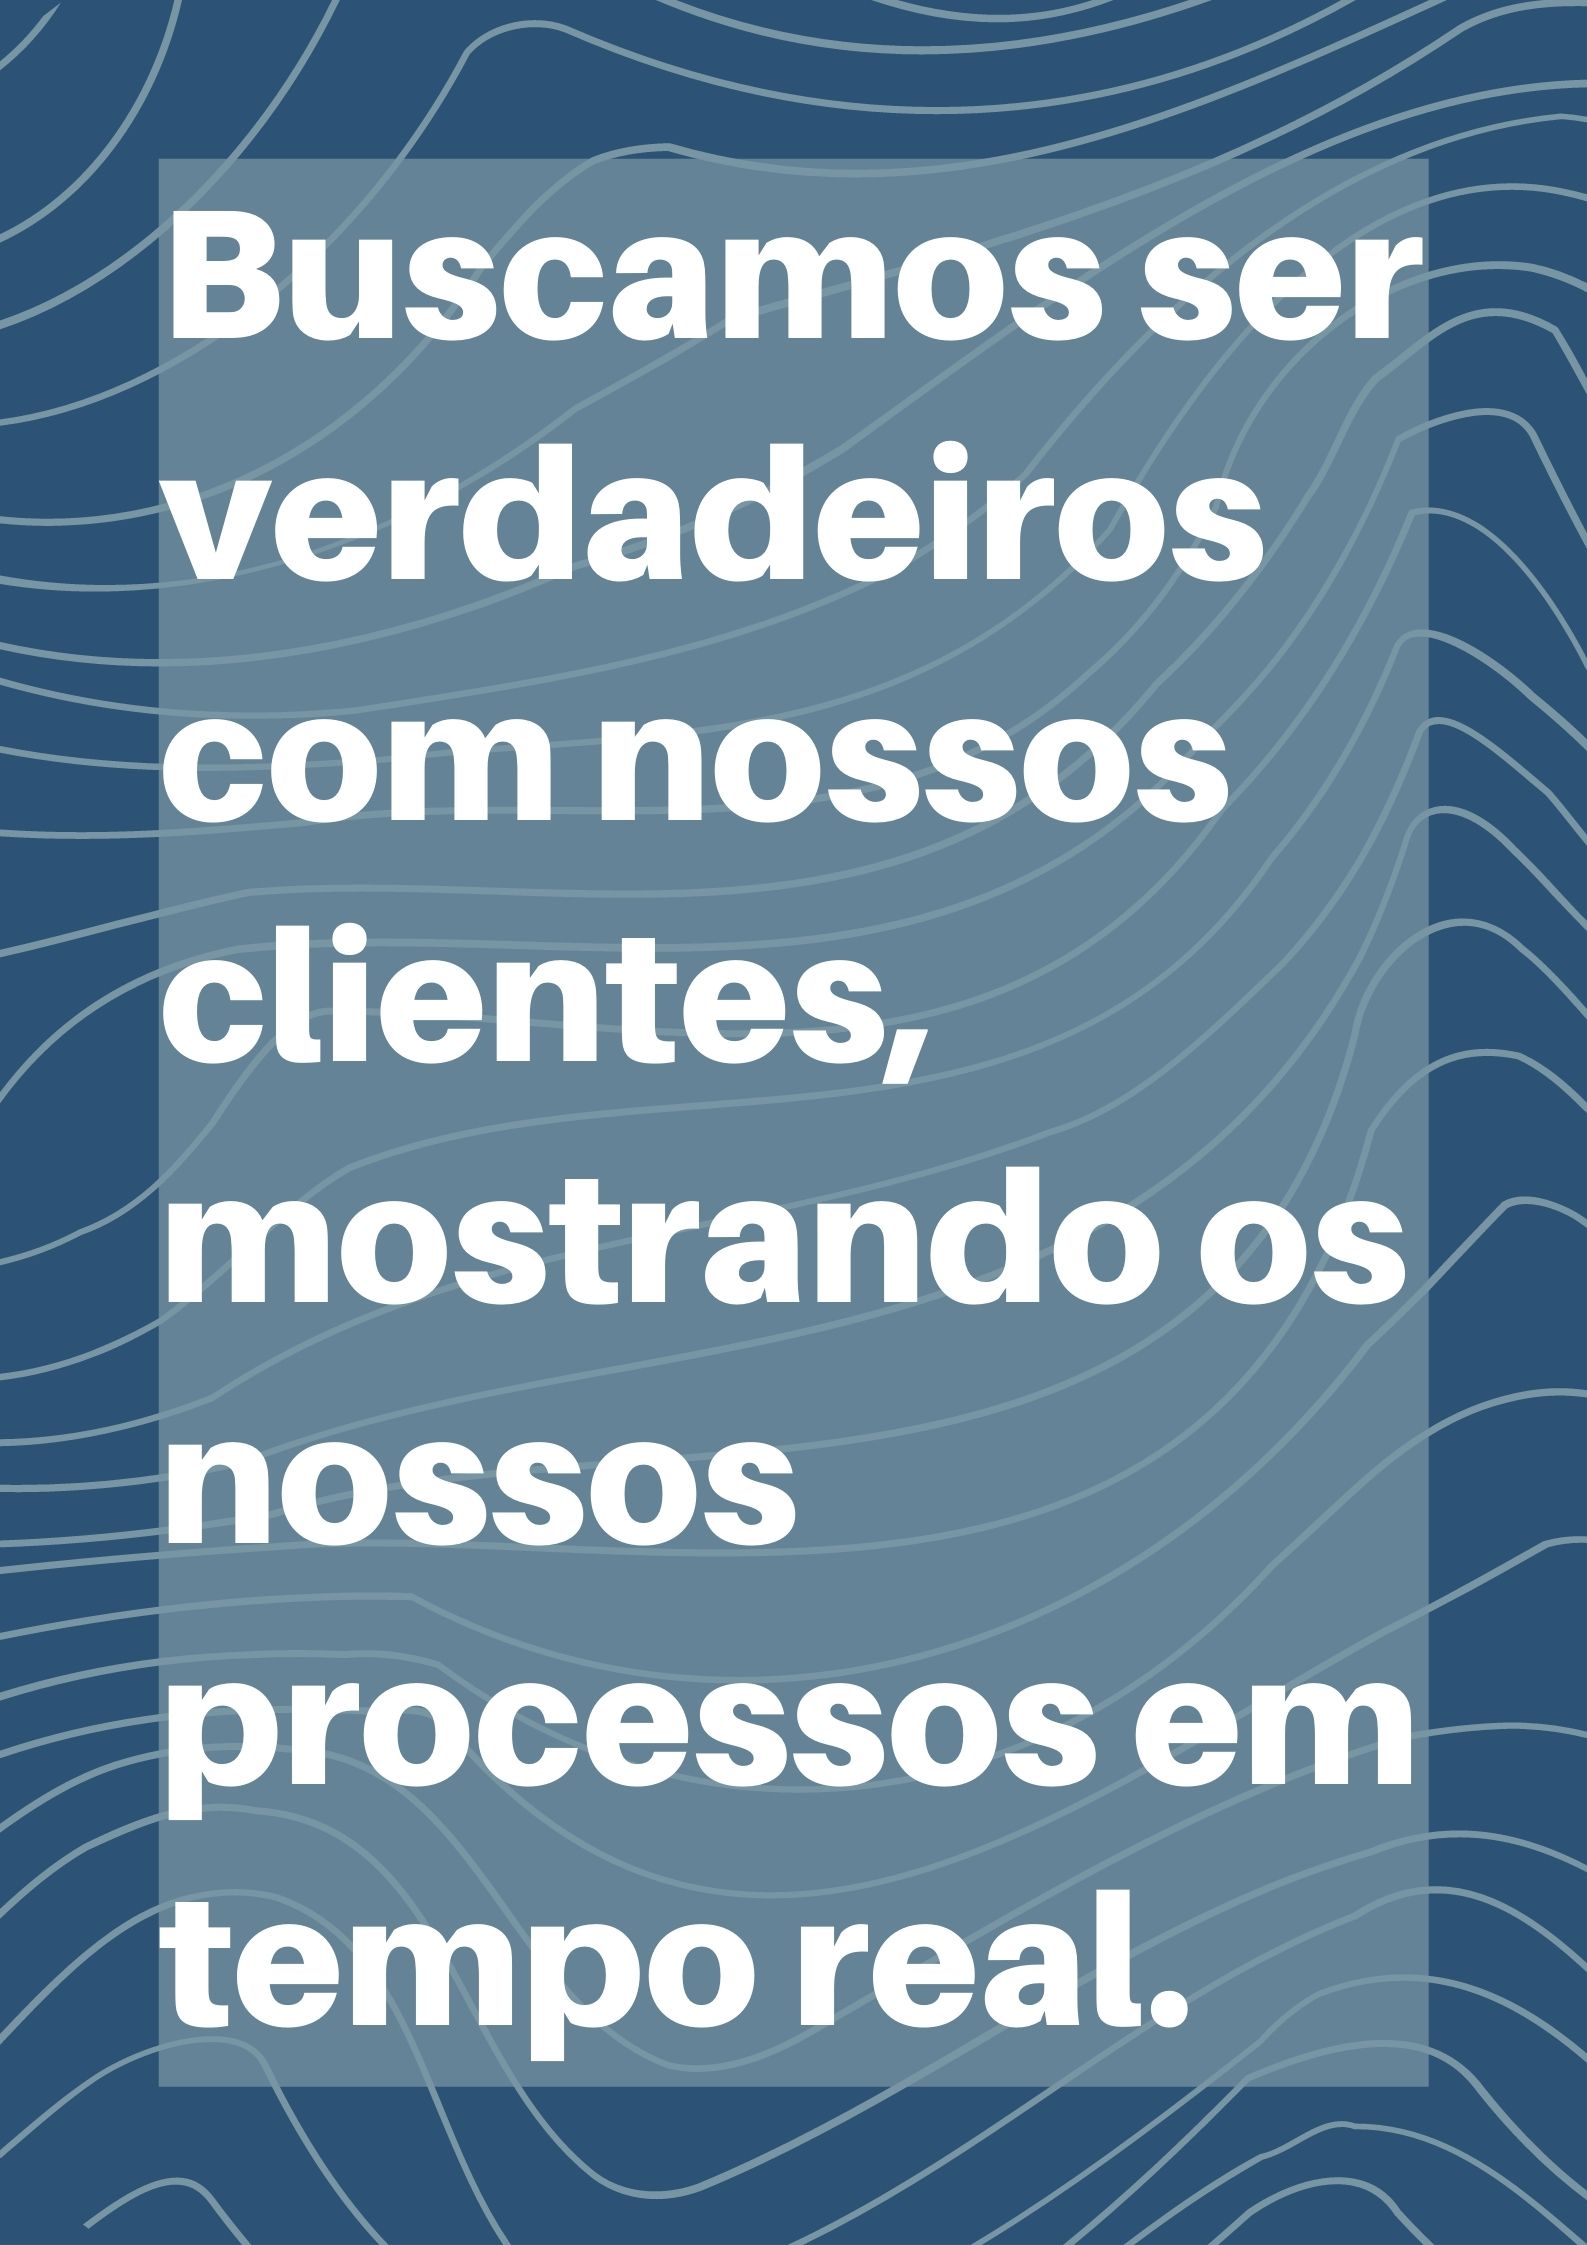 Buscamos ser
verdadeiros
com nossos
clientes,
mostrando os
nossos
processos em
tempo real.